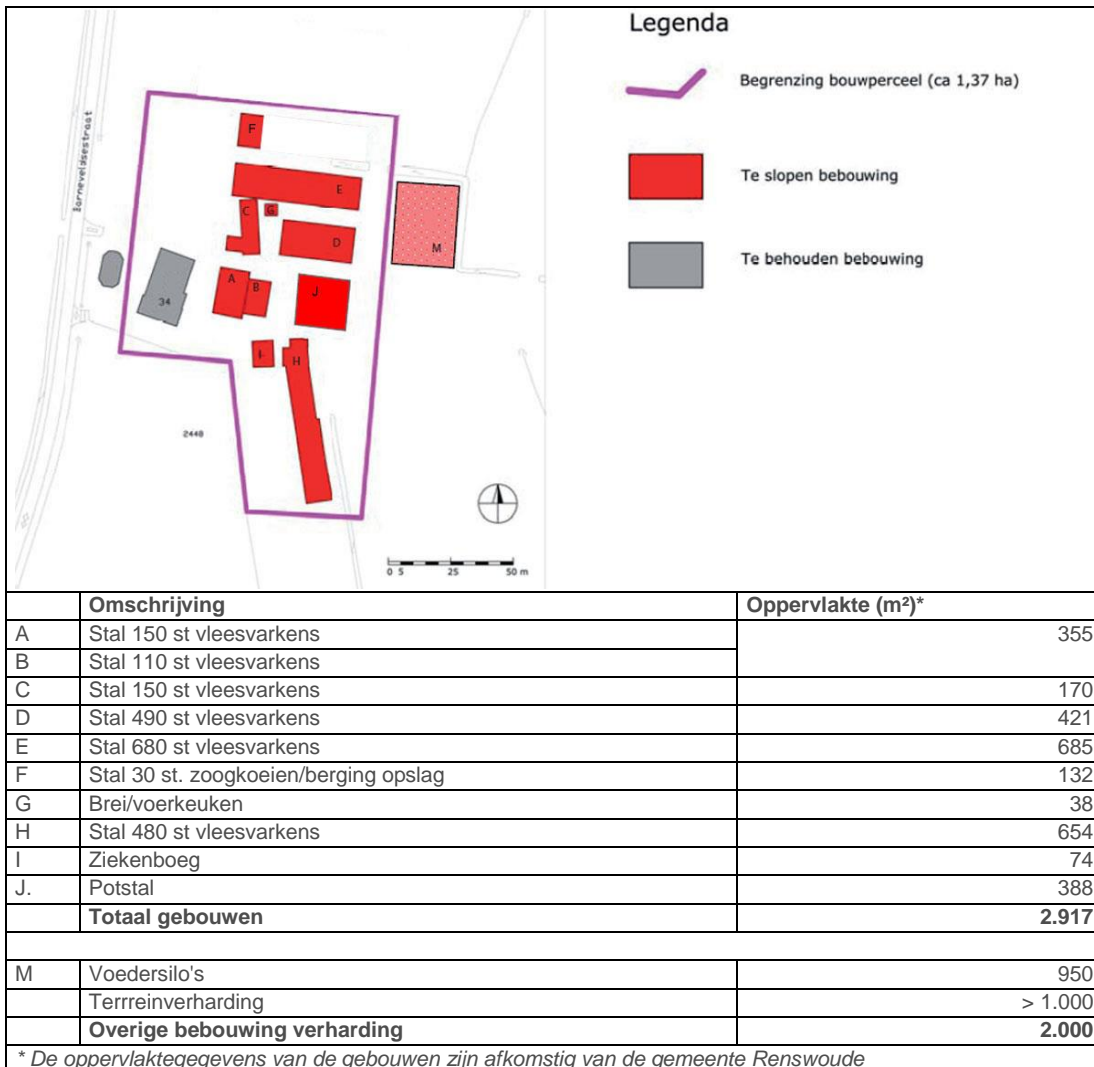 Legenda
Begrenzing bouwperceel (ca 1,37 ha)
Te slopen bebouwing
Te behouden bebouwing
Barneveldsestraat
F
E
C
G
D
M
A
B
J
34
I
H
2448
0 5 25 50 m
Omschrijving Oppervlakte (m²)*
A Stal 150 st vleesvarkens 355
B Stal 110 st vleesvarkens
C Stal 150 st vleesvarkens 170
D Stal 490 st vleesvarkens 421
E Stal 680 st vleesvarkens 685
F Stal 30 st. zoogkoeien/berging opslag 132
G Brei/voerkeuken 38
H Stal 480 st vleesvarkens 654
I Ziekenboeg 74
J. Potstal 388
Totaal gebouwen 2.917
M Voedersilo's 950
Terrreinverharding > 1.000
Overige bebouwing verharding 2.000
* De oppervlaktegegevens van de gebouwen zijn afkomstig van de gemeente Renswoude